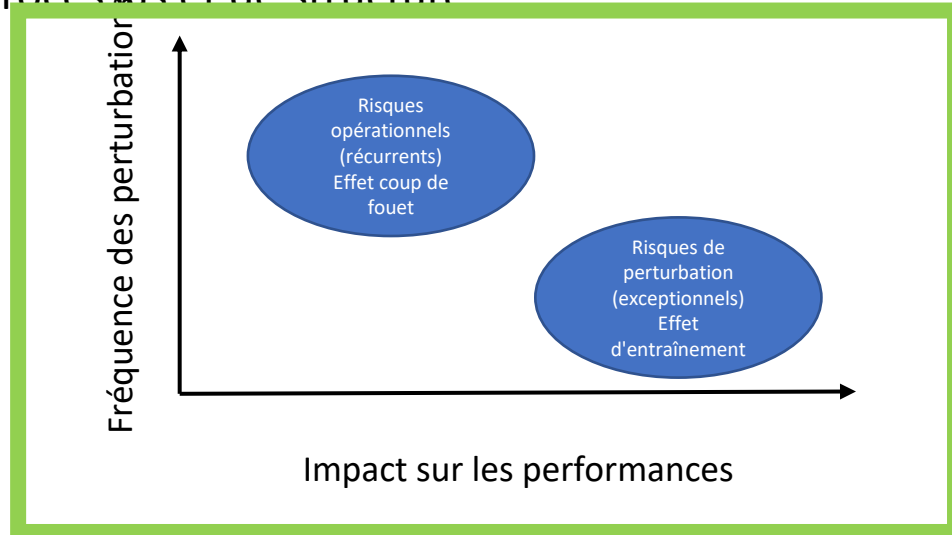 Fréquence des perturbation
Risques
opérationnels
(récurrents)
Effet coup de
fouet
Risques de
perturbation
(exceptionnels)
Effet
d'entraînement
Impact sur les performances